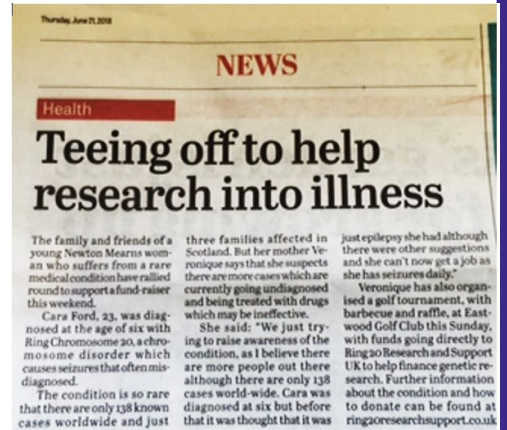 Thursday, June 21, 2018
NEWS
Health
Teeing off to help
research into illness
The family and friends of a
young Newton Mearns wom-
an who suffers from a rare
medical condition have rallied
round to support a fund-raiser
this weekend.
Cara Ford, 23, was diag-
nosed at the age of six with
Ring Chromosome 20, a chro-
mosome disorder which
causes seizures that often mis-
diagnosed.
The condition is so rare
that there are only 138 known
cases worldwide and just
three families affected in
Scotland. But her mother Ve-
ronique says that she suspects
there are more cases which are
currently going undiagnosed
and being treated with drugs
which may be ineffective.
She said: "We just try-
ing to raise awareness of the
condition, as I believe there
are more people out there
although there are only 138
cases world-wide. Cara was
diagnosed at six but before
that it was thought that it was
just epilepsy she had although
there were other suggestions
and she can't now get a job as
she has seizures daily."
Veronique has also organ-
ised a golf tournament, with
barbecue and raffle, at East-
wood Golf Club this Sunday,
with funds going directly to
Ring20 Research and Support
UK to help finance genetic re-
search. Further information
about the condition and how
to donate can be found at
ring20researchsupport.co.uk